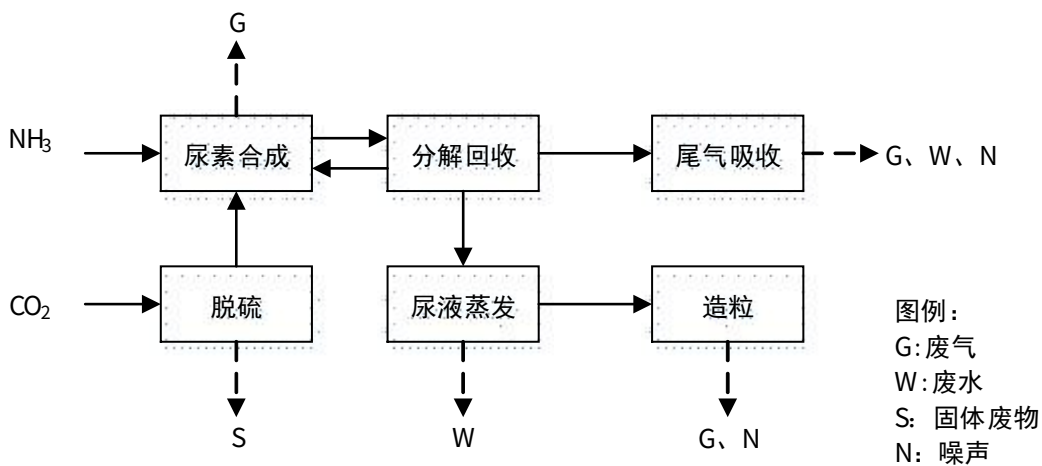 G
NH₃
尿素合成
分解回收
尾气吸收
G、W、N
CO₂
脱硫
尿液蒸发
造粒
S
W
G、N
图例：
G:废气
W:废水
S：固体废物
N：噪声